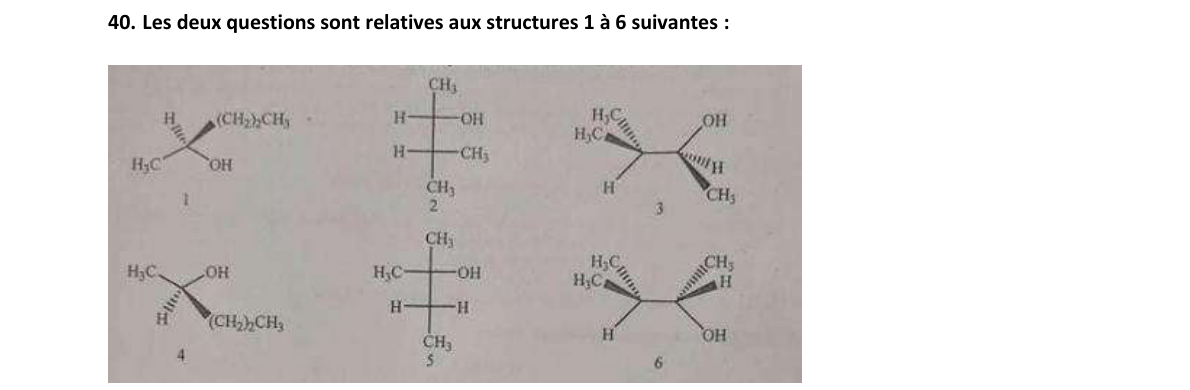 40. Les deux questions sont relatives aux structures 1 à 6 suivantes :
CH₃
H (CH₂)₂CH₃ H OH H₃C OH
H₃C
H CH₃ H
H₃C OH CH₃ H CH₃
1 2 3
CH₃
H₃C OH H₃C OH H₃C CH₃
H₃C H
H (CH₂)₂CH₃ H H H OH
CH₃
4 5 6